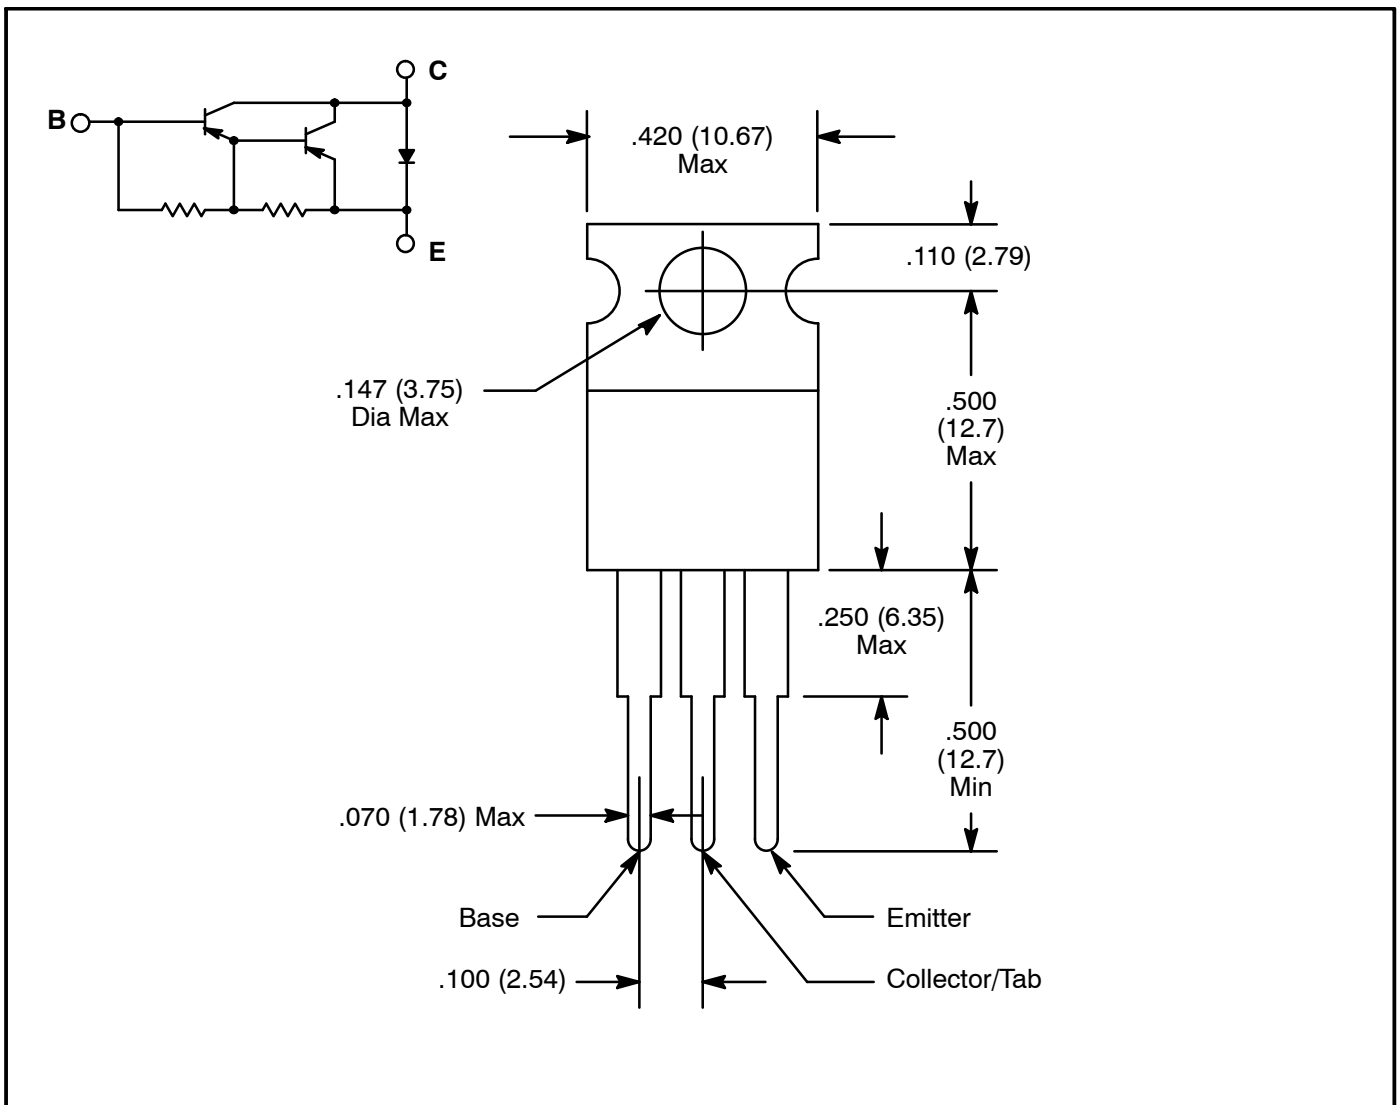 C
B
E
.420 (10.67)
Max
.110 (2.79)
.147 (3.75)
Dia Max
.500
(12.7)
Max
.250 (6.35)
Max
.500
(12.7)
Min
.070 (1.78) Max
Base
Emitter
.100 (2.54)
Collector/Tab